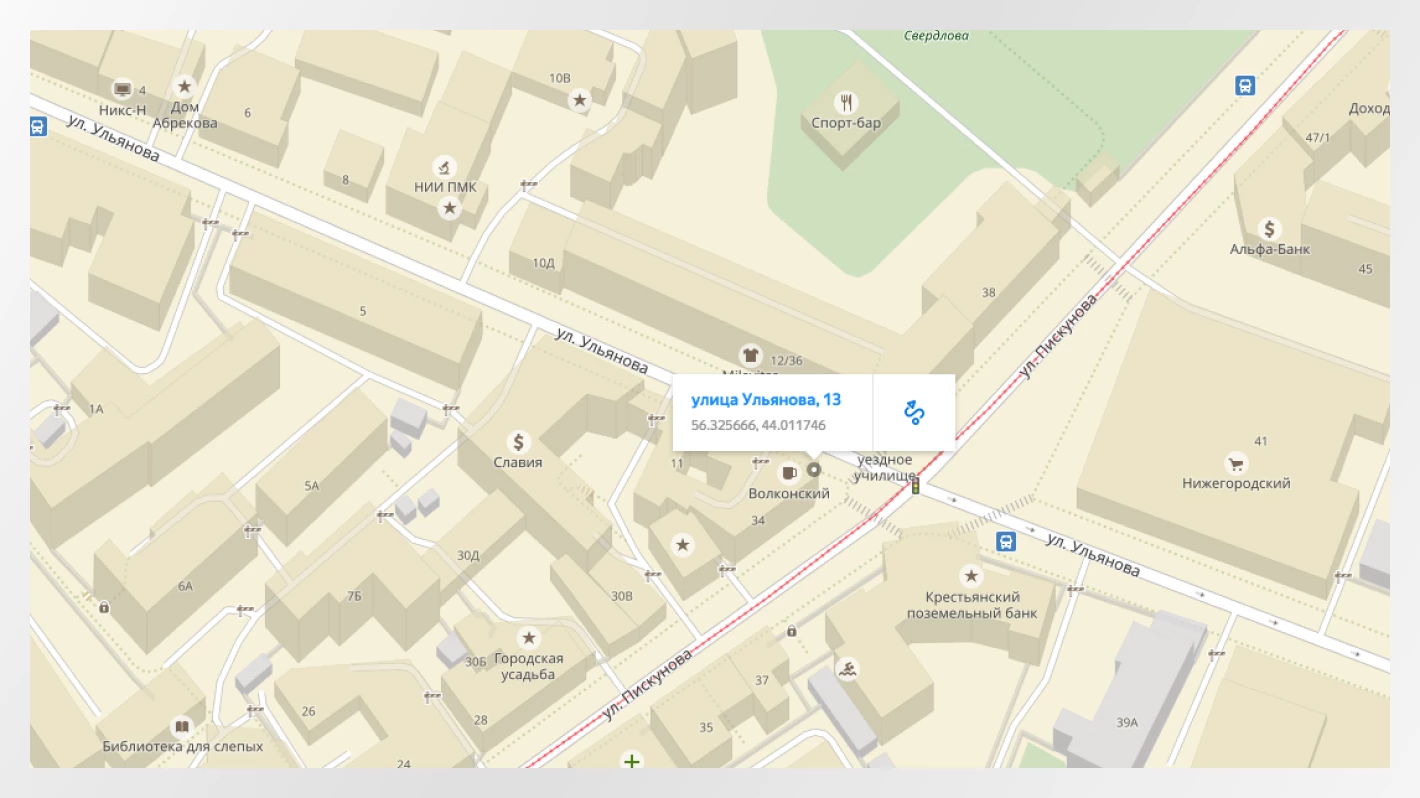 Свердлова
10В
4
Никс-Н
Дом
Абрекова
6
Спорт-бар
Доход
47/1
ул. Ульянова
8
НИИ ПМК
Альфа-Банк
45
10Д
38
5
ул. Пискунова
ул. Ульянова
12/36
улица Ульянова, 13
56.325666, 44.011746
1А
41
Славия
11
уездное
училище
Нижегородский
5А
Волконский
34
ул. Ульянова
30Д
6А
7Б
30В
Крестьянский
поземельный банк
30Б
Городская
усадьба
ул. Пискунова
37
26
28
35
39А
Библиотека для слепых
24